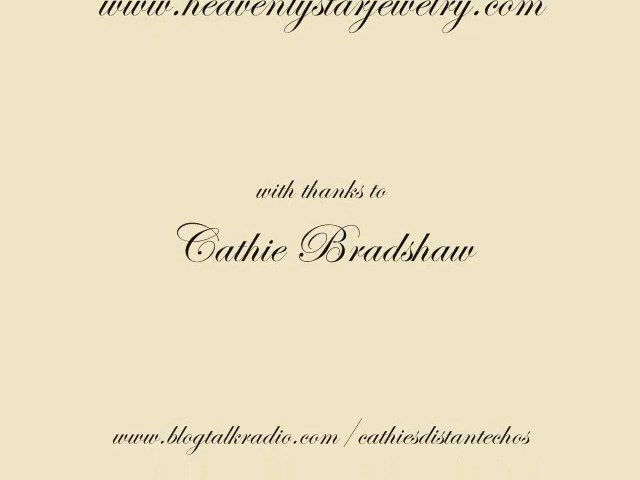 www.heavenlystarjewelry.com
with thanks to
Cathie Bradshaw
www.blogtalkradio.com/cathiesdistantechos